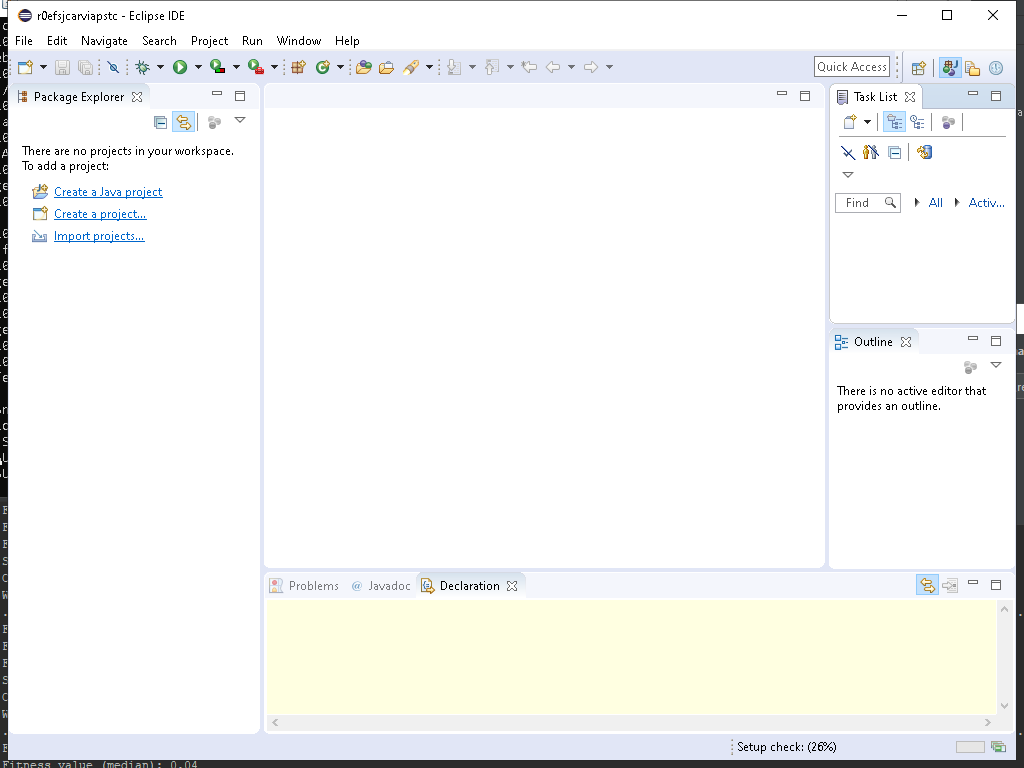 r0efsjcarviapstc - Eclipse IDE
File Edit Navigate Search Project Run Window Help
Quick Access
Package Explorer
Task List
There are no projects in your workspace.
To add a project:
Create a Java project
Create a project...
Import projects...
Find
All
Activ...
Outline
There is no active editor that
provides an outline.
Problems
@ Javadoc
Declaration
Setup check: (26%)
Fitness value (median): 0.04